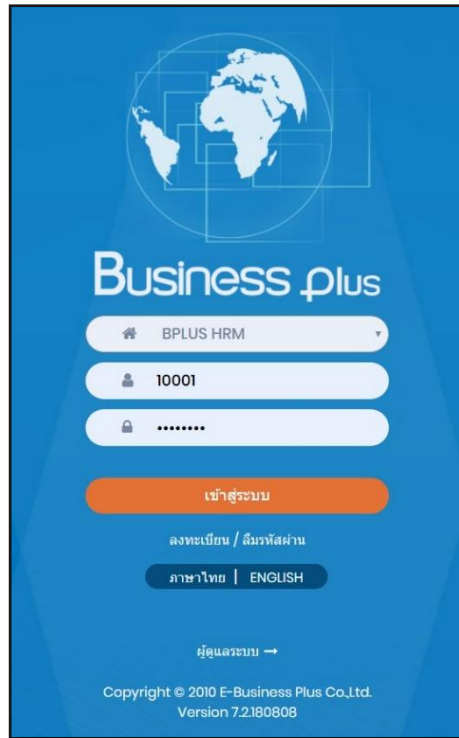 Business Plus
BPLUS HRM
10001
••••••••
เข้าสู่ระบบ
ลงทะเบียน / ลืมรหัสผ่าน
ภาษาไทย | ENGLISH
ผู้ดูแลระบบ →
Copyright © 2010 E-Business Plus Co.,Ltd.
Version 7.2.180808